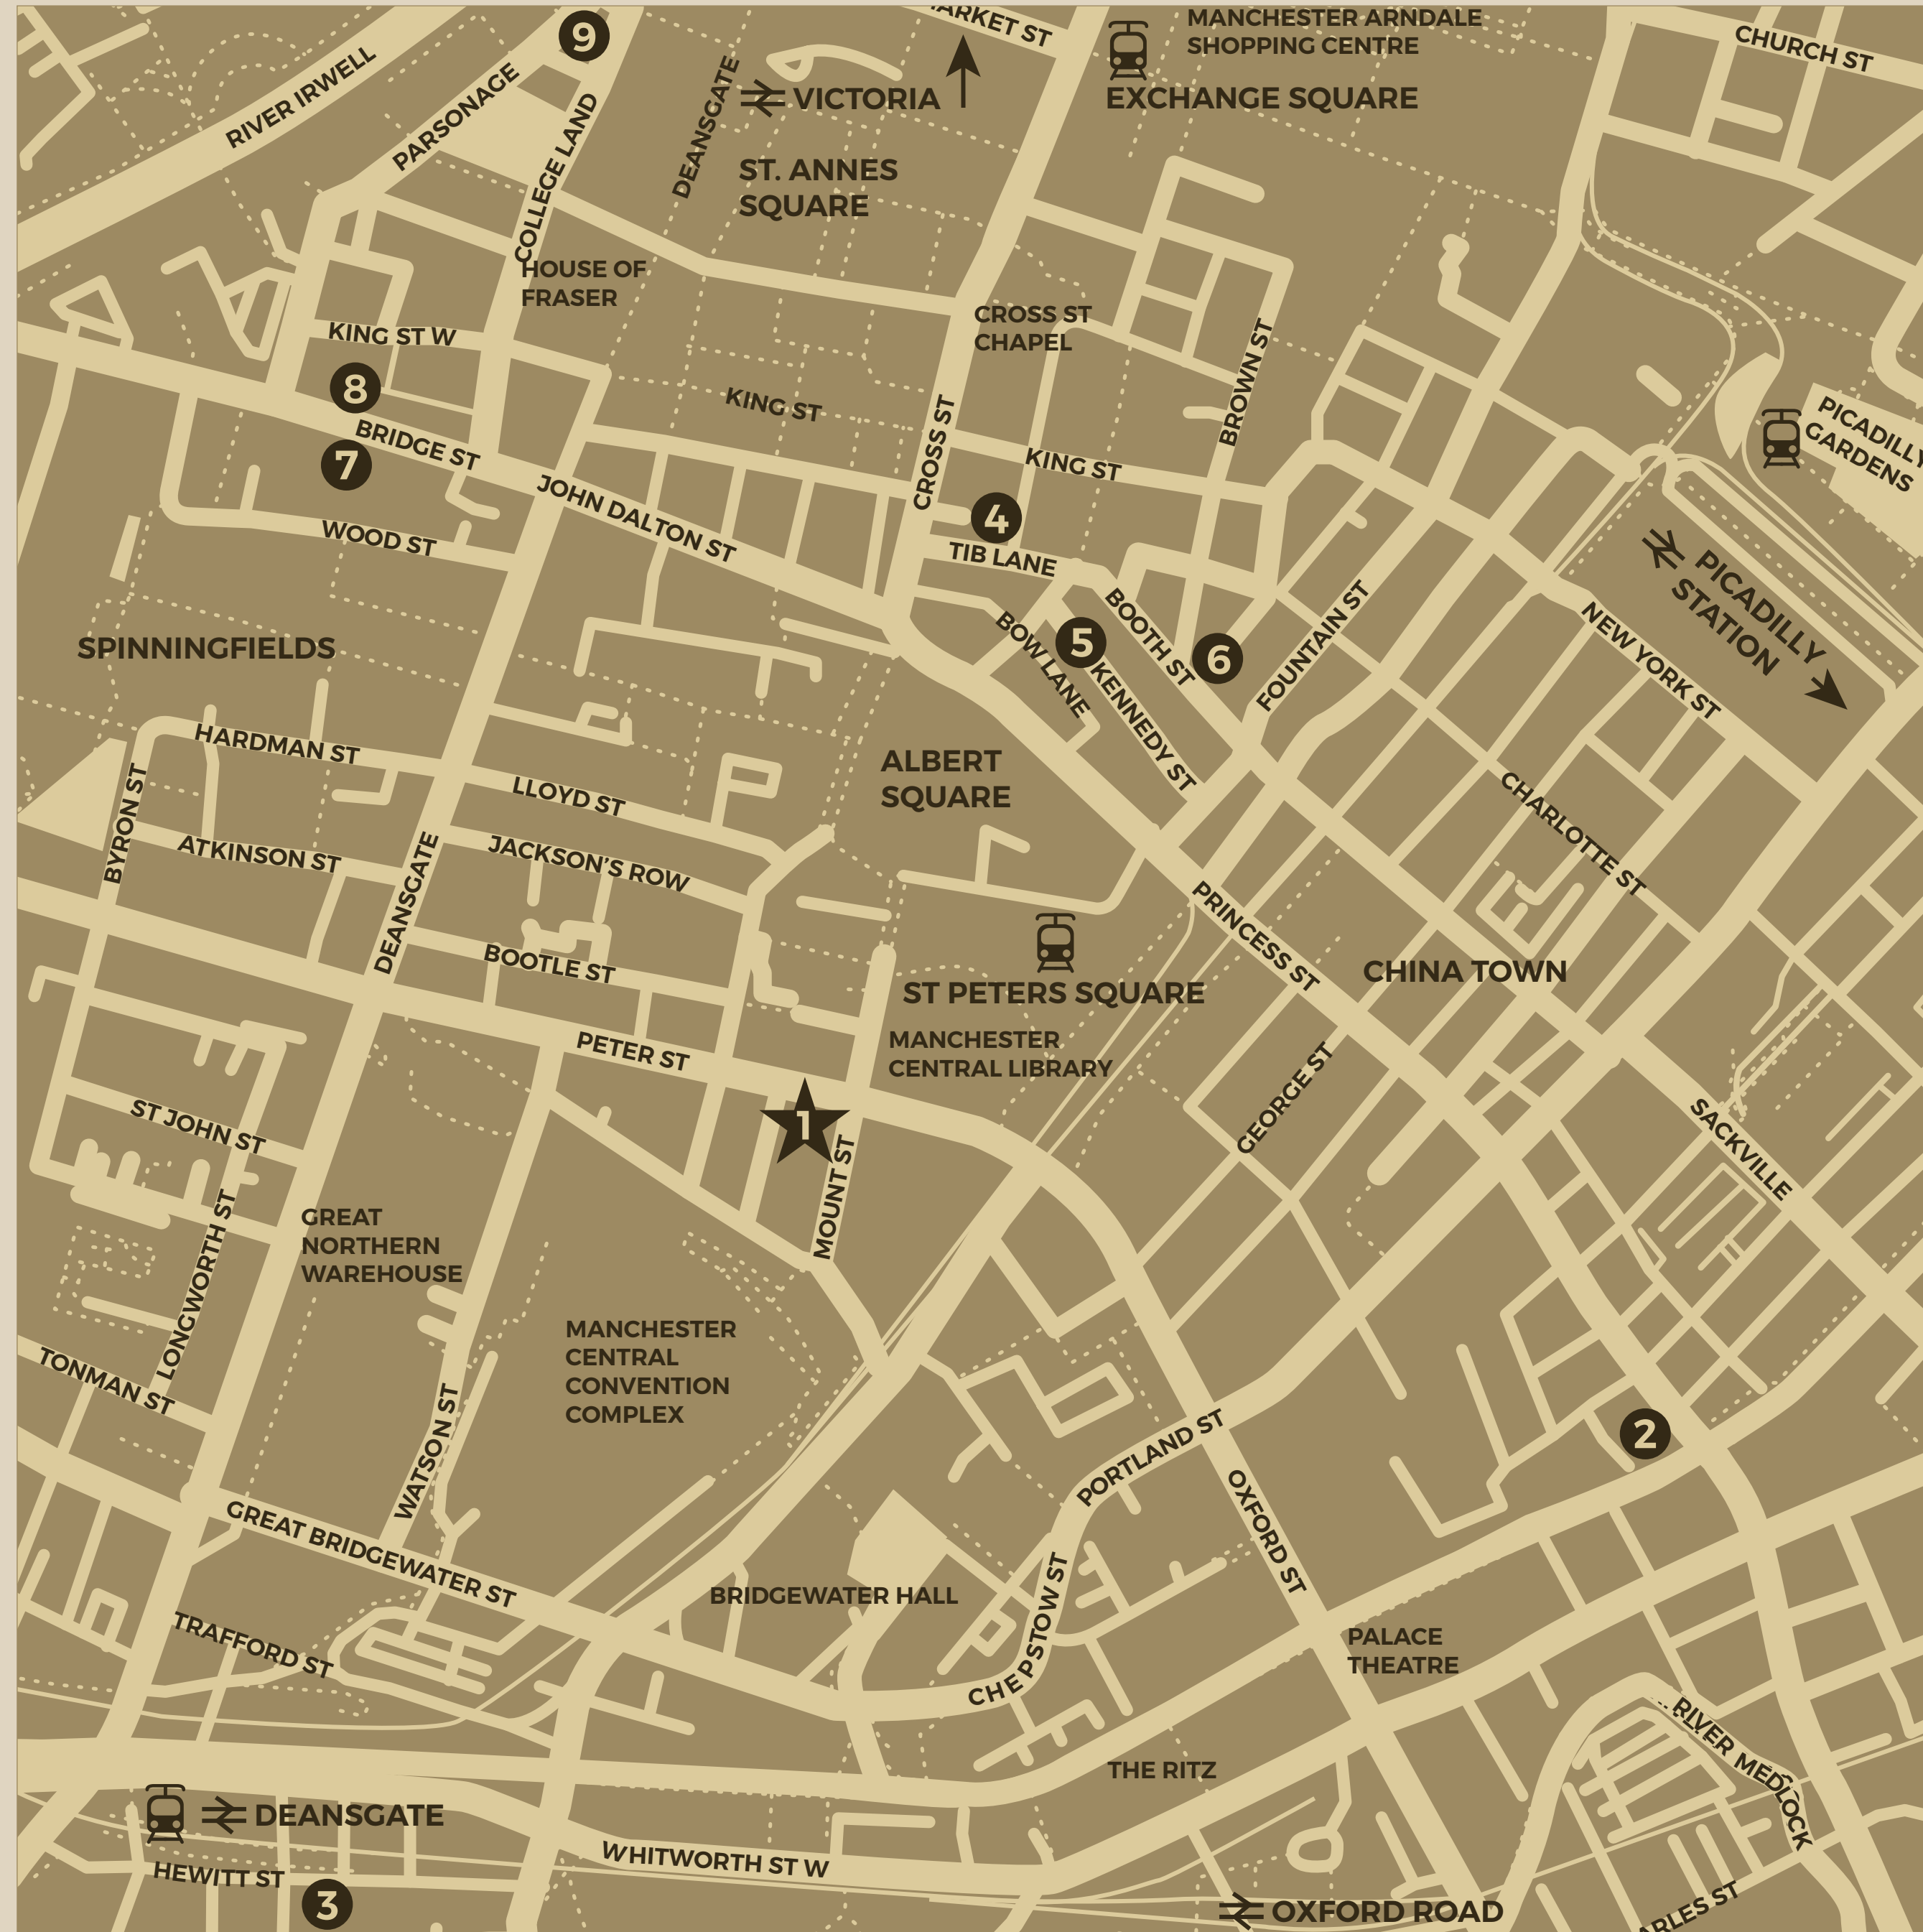 MARKET ST
MANCHESTER ARNDALE
SHOPPING CENTRE
CHURCH ST
9
RIVER IRWELL
PARSONAGE
COLLEGE LAND
DEANSGATE
VICTORIA
EXCHANGE SQUARE
ST. ANNES
SQUARE
HOUSE OF
FRASER
CROSS ST
CHAPEL
KING ST W
8
BRIDGE ST
7
KING ST
CROSS ST
KING ST
BROWN ST
PICADILLY
GARDENS
JOHN DALTON ST
4
WOOD ST
TIB LANE
PICADILLY
STATION
SPINNINGFIELDS
BOW LANE
5
BOOTH ST
6
KENNEDY ST
FOUNTAIN ST
NEW YORK ST
HARDMAN ST
BYRON ST
LLOYD ST
ALBERT
SQUARE
CHARLOTTE ST
ATKINSON ST
DEANSGATE
JACKSON'S ROW
PRINCESS ST
BOOTLE ST
CHINA TOWN
ST PETERS SQUARE
PETER ST
MANCHESTER
CENTRAL LIBRARY
GEORGE ST
1
MOUNT ST
ST JOHN ST
SACKVILLE
LONGWORTH ST
GREAT
NORTHERN
WAREHOUSE
MANCHESTER
CENTRAL
CONVENTION
COMPLEX
TONMAN ST
WATSON ST
PORTLAND ST
2
OXFORD ST
GREAT BRIDGEWATER ST
BRIDGEWATER HALL
CHEPSTOW ST
TRAFFORD ST
PALACE
THEATRE
RIVER MEDLOCK
THE RITZ
DEANSGATE
WHITWORTH ST W
HEWITT ST
3
OXFORD ROAD
ARLES ST